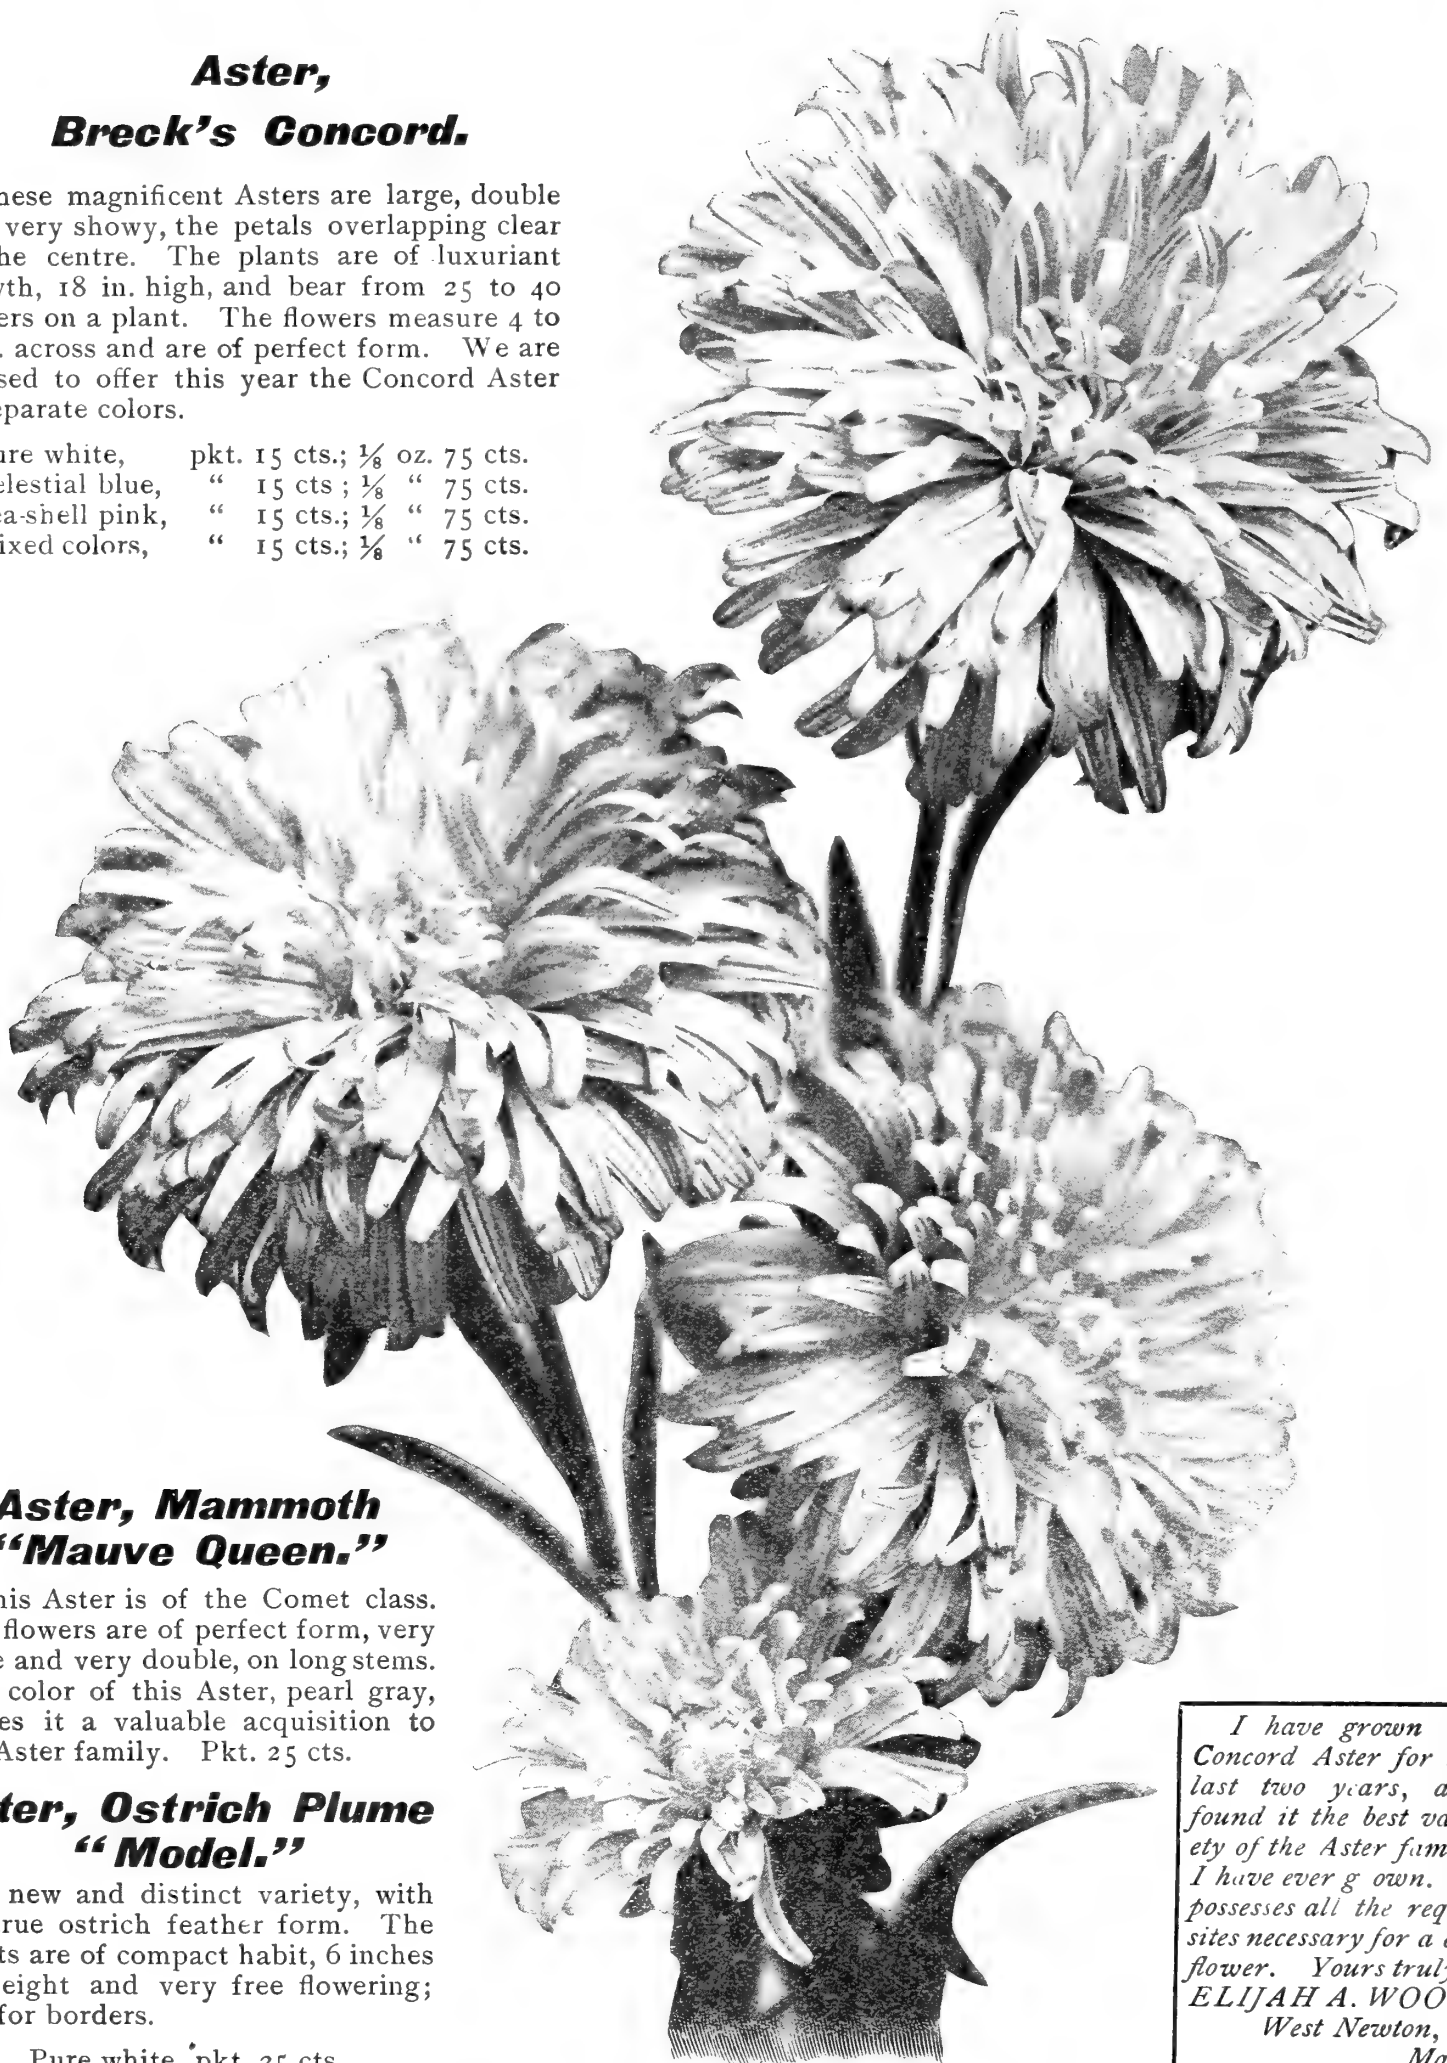 Aster,
Breck's Concord.
hese magnificent Asters are large, double
very showy, the petals overlapping clear
he centre. The plants are of luxuriant
th, 18 in. high, and bear from 25 to 40
ers on a plant. The flowers measure 4 to
. across and are of perfect form. We are
sed to offer this year the Concord Aster
eparate colors.
ure white, pkt. 15 cts.; ⅛ oz. 75 cts.
elestial blue, “ 15 cts ; ⅛ “ 75 cts.
ea-shell pink, “ 15 cts.; ⅛ “ 75 cts.
ixed colors, “ 15 cts.; ⅛ “ 75 cts.
Aster, Mammoth
“Mauve Queen.”
his Aster is of the Comet class.
flowers are of perfect form, very
e and very double, on long stems.
color of this Aster, pearl gray,
es it a valuable acquisition to
Aster family. Pkt. 25 cts.
ter, Ostrich Plume
“Model.”
new and distinct variety, with
rue ostrich feather form. The
ts are of compact habit, 6 inches
eight and very free flowering;
for borders.
Pure white, pkt. 25 cts.
I have grown
Concord Aster for
last two years, a
found it the best va
ety of the Aster fam
I have ever g own.
possesses all the req
sites necessary for a
flower. Yours trul
ELIJAH A. WOO
West Newton,
Ma